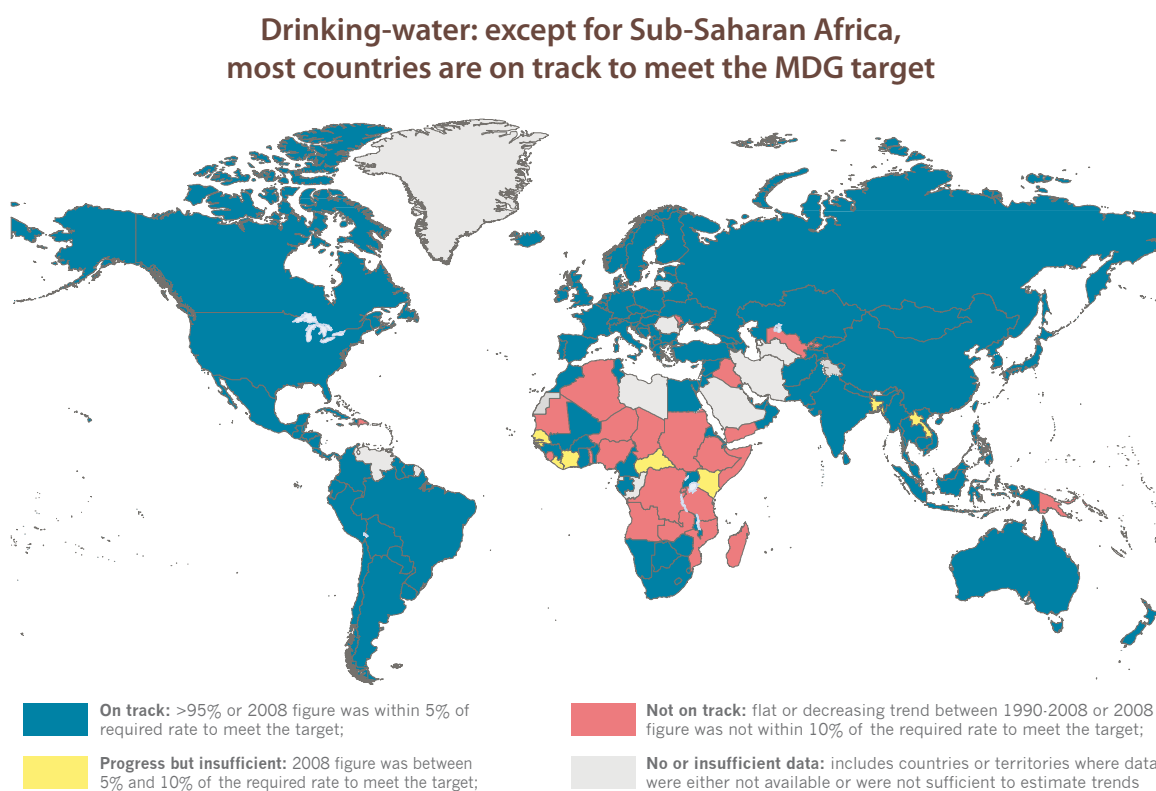 Drinking-water: except for Sub-Saharan Africa,
most countries are on track to meet the MDG target
On track: >95% or 2008 figure was within 5% of
required rate to meet the target;
Progress but insufficient: 2008 figure was between
5% and 10% of the required rate to meet the target;
Not on track: flat or decreasing trend between 1990-2008 or 2008
figure was not within 10% of the required rate to meet the target;
No or insufficient data: includes countries or territories where data
were either not available or were not sufficient to estimate trends